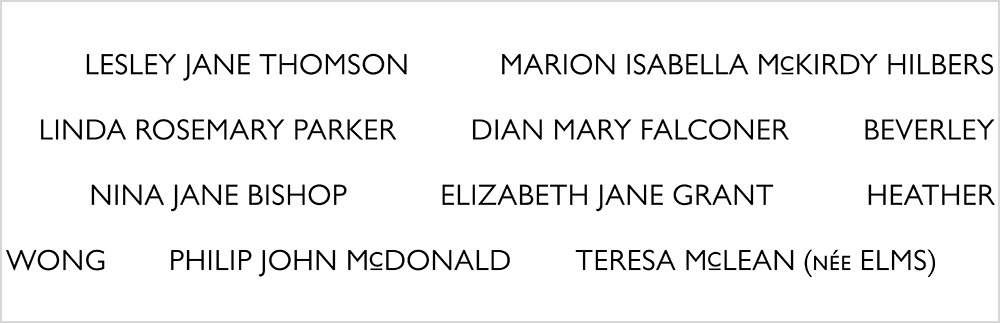 LESLEY JANE THOMSON MARION ISABELLA McKIRDY HILBERS
LINDA ROSEMARY PARKER DIAN MARY FALCONER BEVERLEY
NINA JANE BISHOP ELIZABETH JANE GRANT HEATHER
WONG PHILIP JOHN McDONALD TERESA McLEAN (NÉE ELMS)